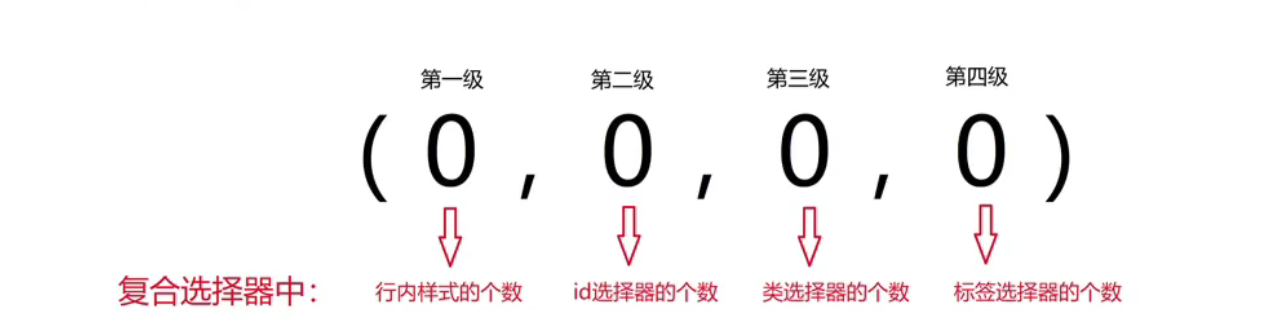 第一级 第二级 第三级 第四级
( 0 , 0 , 0 , 0 )
复合选择器中: 行内样式的个数 id选择器的个数 类选择器的个数 标签选择器的个数